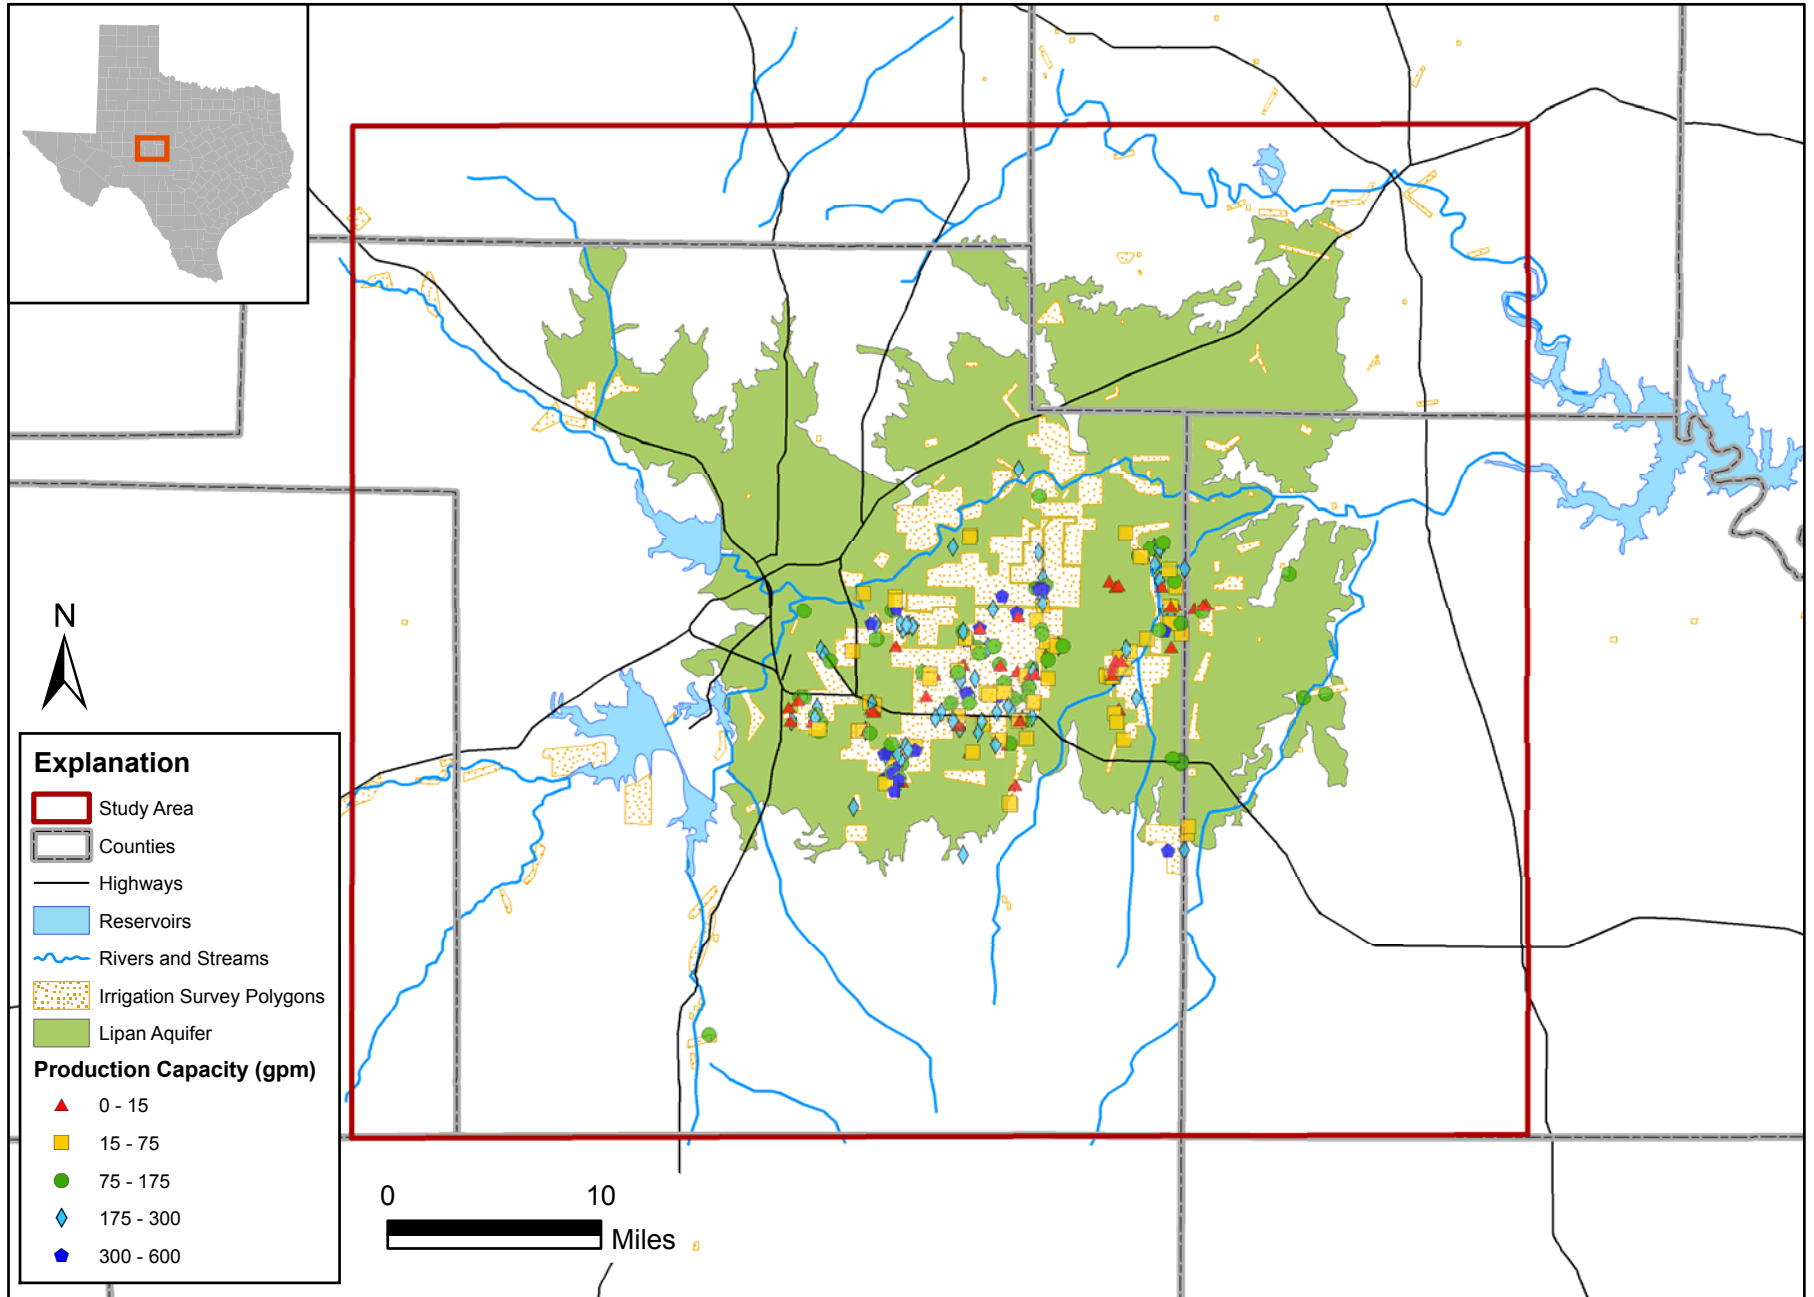 N
Explanation
Study Area
Counties
Highways
Reservoirs
Rivers and Streams
Irrigation Survey Polygons
Lipan Aquifer
Production Capacity (gpm)
0 - 15
15 - 75
75 - 175
175 - 300
300 - 600
0 10
Miles